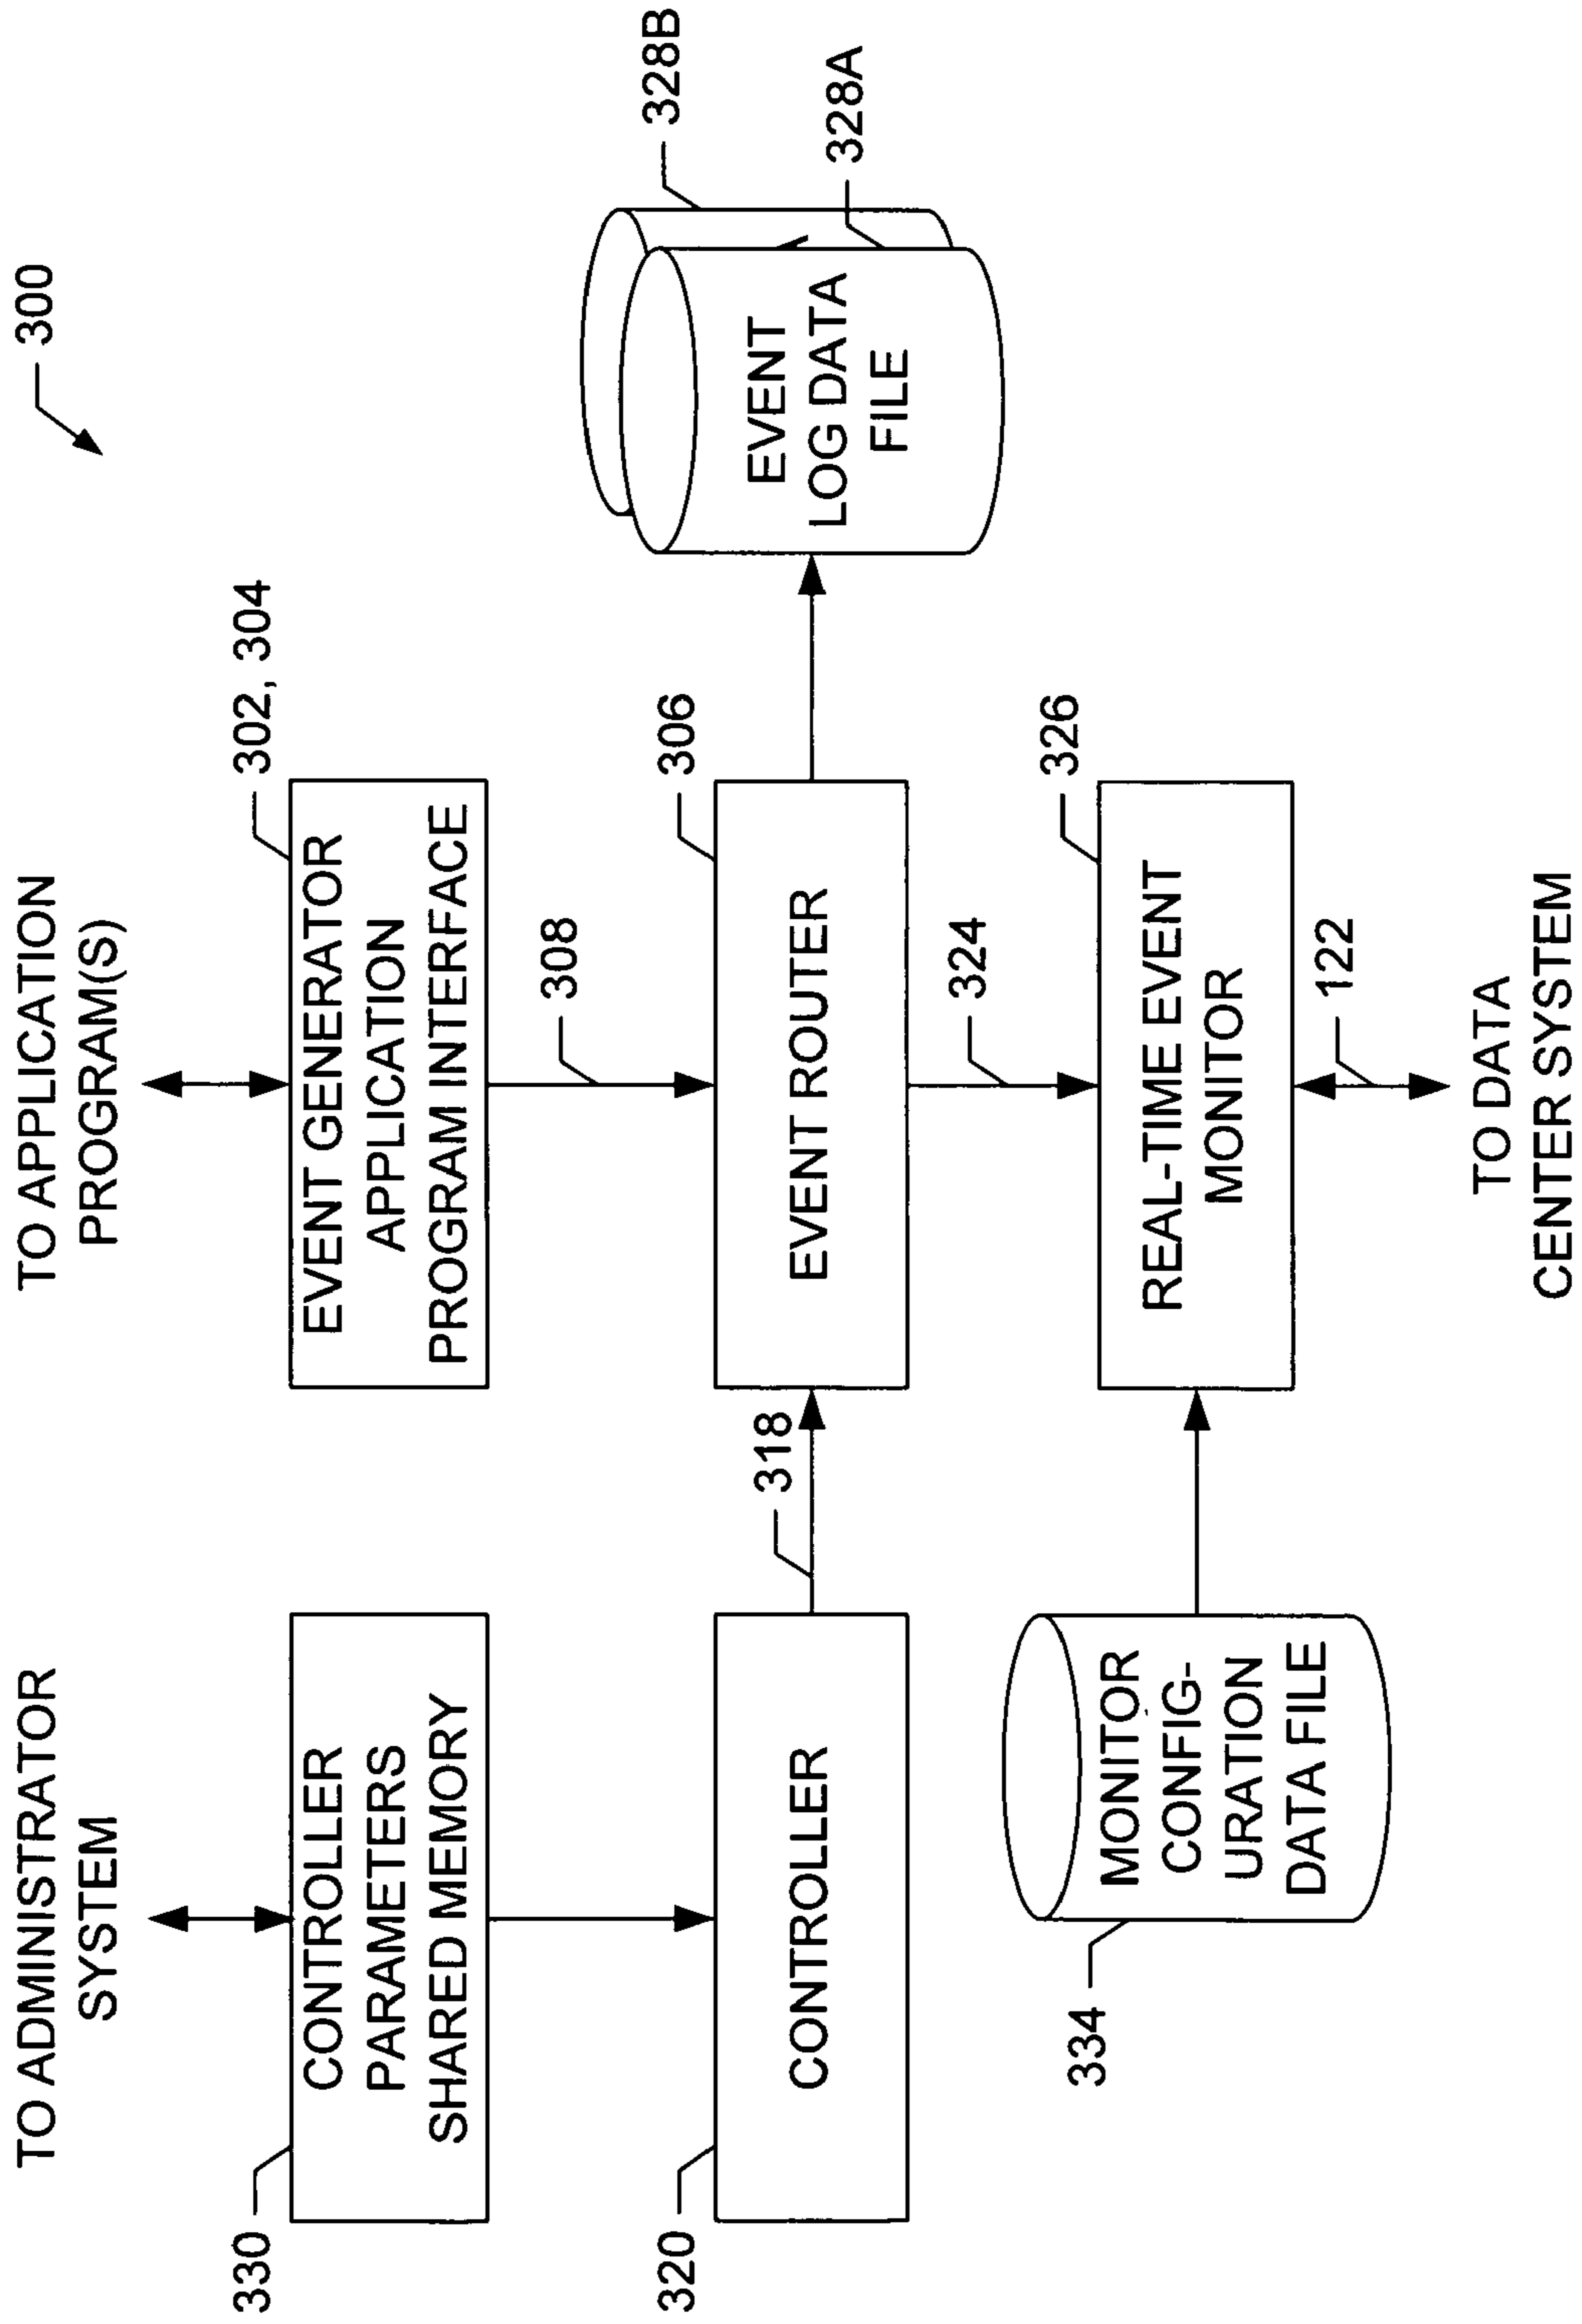 300
TO ADMINISTRATOR
SYSTEM
TO APPLICATION
PROGRAM(S)
330
CONTROLLER
PARAMETERS
SHARED MEMORY
302, 304
EVENT GENERATOR
APPLICATION
PROGRAM INTERFACE
308
320
CONTROLLER
318
306
EVENT ROUTER
328B
328A
EVENT
LOG DATA
FILE
324
334
MONITOR
CONFIG-
URATION
DATA FILE
326
REAL-TIME EVENT
MONITOR
122
TO DATA
CENTER SYSTEM